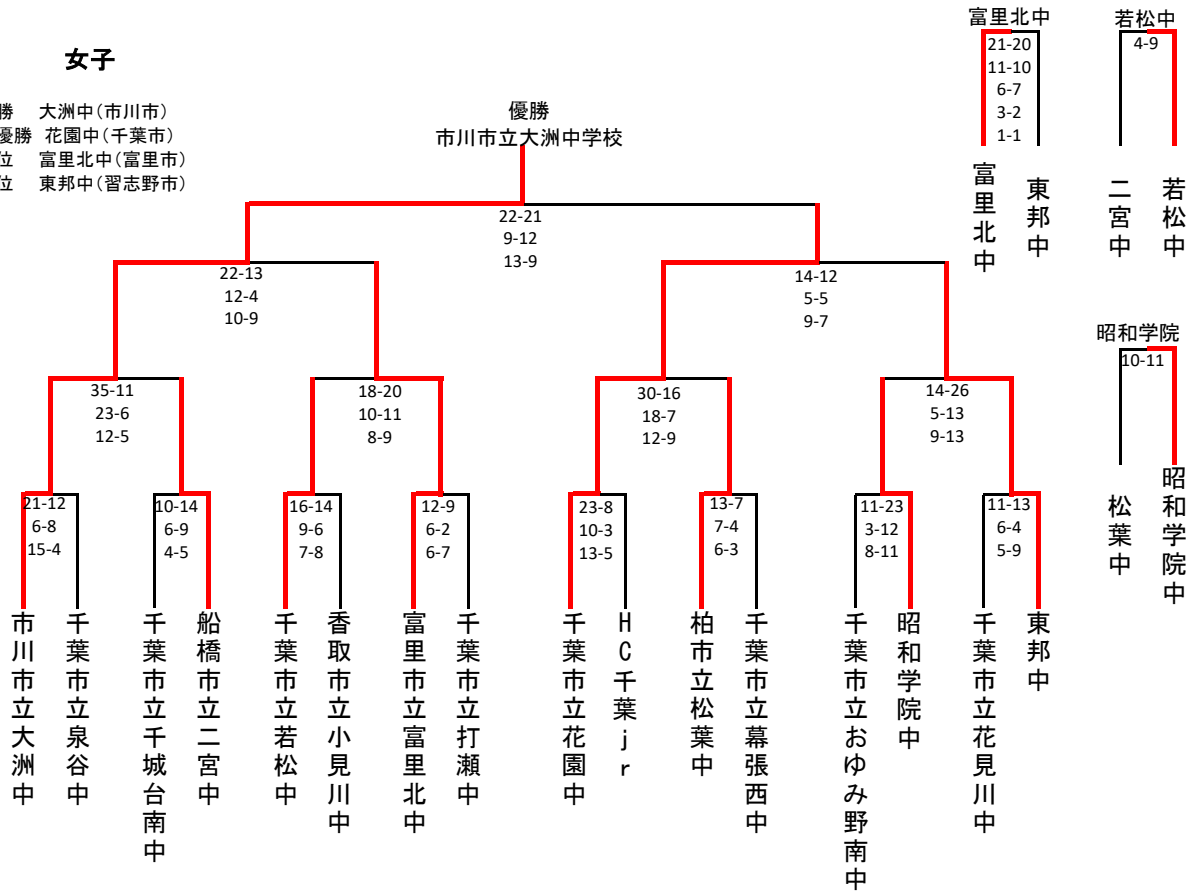 女子
勝 大洲中(市川市)
優勝 花園中(千葉市)
位 富里北中(富里市)
位 東邦中(習志野市)
優勝
市川市立大洲中学校
22-21
9-12
13-9
22-13
12-4
10-9
14-12
5-5
9-7
35-11
23-6
12-5
18-20
10-11
8-9
30-16
18-7
12-9
14-26
5-13
9-13
21-12
6-8
15-4
10-14
6-9
4-5
16-14
9-6
7-8
12-9
6-2
6-7
23-8
10-3
13-5
13-7
7-4
6-3
11-23
3-12
8-11
11-13
6-4
5-9
市川市立大洲中
千葉市立泉谷中
千葉市立千城台南中
船橋市立二宮中
千葉市立若松中
香取市立小見川中
富里市立富里北中
千葉市立打瀬中
千葉市立花園中
HC千葉jr
柏市立松葉中
千葉市立幕張西中
千葉市立おゆみ野南中
昭和学院中
千葉市立花見川中
東邦中
富里北中
21-20
11-10
6-7
3-2
1-1
富里北中
東邦中
若松中
4-9
二宮中
若松中
昭和学院
10-11
松葉中
昭和学院中